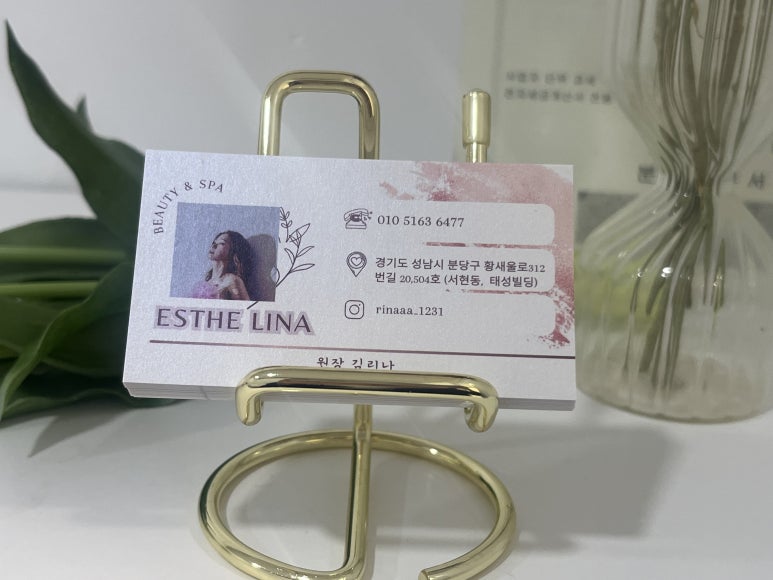 BEAUTY & SPA
ESTHE LINA
010 5163 6477
경기도 성남시 분당구 황새울로312
번길 20,504호 (서현동, 태성빌딩)
rinaaa_1231
원장 김리나